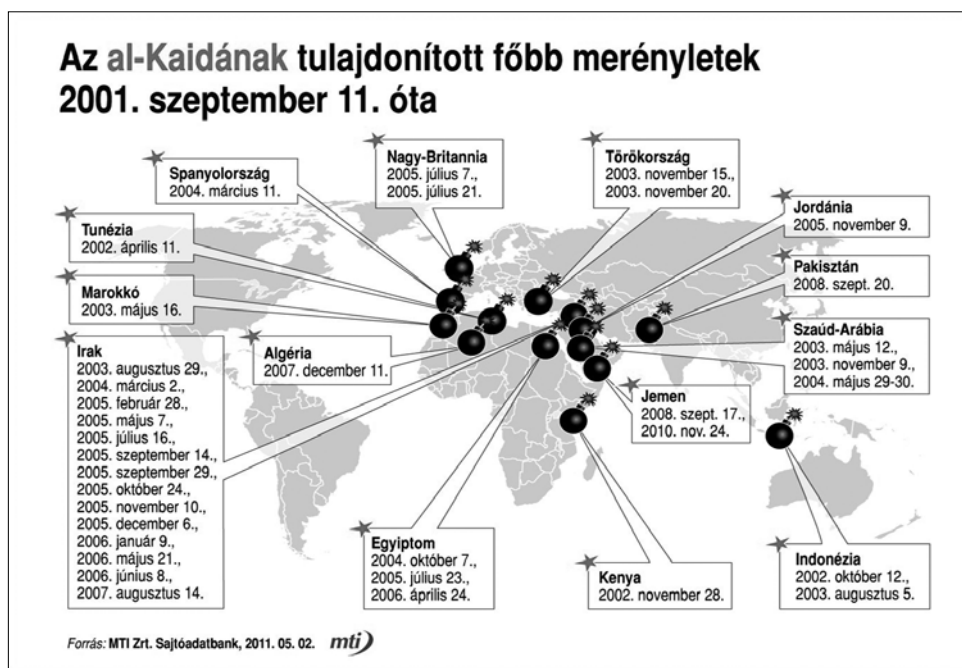 Az al-Kaidának tulajdonított főbb merényletek
2001. szeptember 11. óta
Spanyolország
2004. március 11.
Nagy-Britannia
2005. július 7.,
2005. július 21.
Törökország
2003. november 15.,
2003. november 20.
Jordánia
2005. november 9.
Tunézia
2002. április 11.
Pakisztán
2008. szept. 20.
Marokkó
2003. május 16.
Szaúd-Arábia
2003. május 12.,
2003. november 9.,
2004. május 29-30.
Irak
2003. augusztus 29.,
2004. március 2.,
2005. február 28.,
2005. május 7.,
2005. július 16.,
2005. szeptember 14.,
2005. szeptember 29.,
2005. október 24.,
2005. november 10.,
2005. december 6.,
2006. január 9.,
2006. május 21.,
2006. június 8.,
2007. augusztus 14.
Algéria
2007. december 11.
Jemen
2008. szept. 17.,
2010. nov. 24.
Egyiptom
2004. október 7.,
2005. július 23.,
2006. április 24.
Kenya
2002. november 28.
Indonézia
2002. október 12.,
2003. augusztus 5.
Forrás: MTI Zrt. Sajtóadatbank, 2011. 05. 02. mti